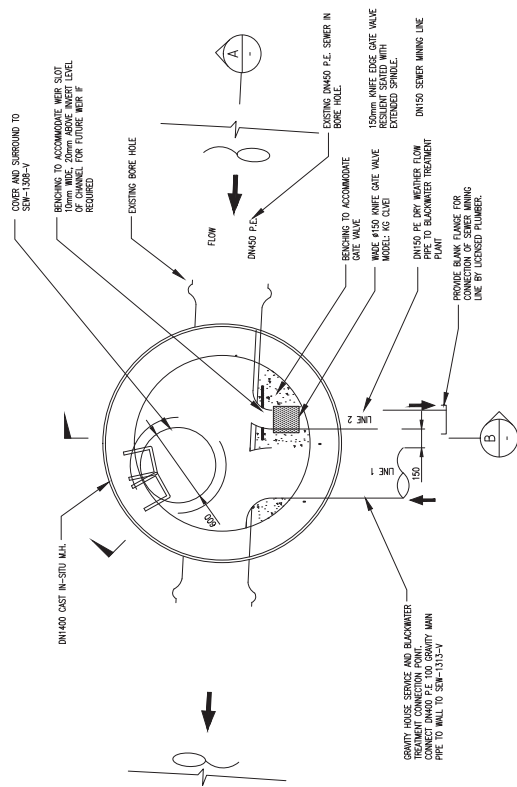 DN1400 CAST IN-SITU M.H.
COVER AND SURROUND TO
SEW-1308-V
BENCHING TO ACCOMMODATE WEIR SLOT
10mm WIDE, 20mm ABOVE INVERT LEVEL
OF CHANNEL FOR FUTURE WEIR IF
REQUIRED
EXISTING BORE HOLE
FLOW
DN450 P.E.
A
-
EXISTING DN450 P.E. SEWER IN
BORE HOLE.
BENCHING TO ACCOMMODATE
GATE VALVE
WADE ø150 KNIFE GATE VALVE
MODEL: KG CLVEI
150mm KNIFE EDGE GATE VALVE
RESILIENT SEATED WITH
EXTENDED SPINDLE.
DN150 PE DRY WEATHER FLOW
PIPE TO BLACKWATER TREATMENT
PLANT
DN150 SEWER MINING LINE
PROVIDE BLANK FLANGE FOR
CONNECTION OF SEWER MINING
LINE BY LICENSED PLUMBER.
600
LINE 2
LINE 1
150
B
-
GRAVITY HOUSE SERVICE AND BLACKWATER
TREATMENT CONNECTION POINT.
CONNECT DN400 P.E 100 GRAVITY MAIN
PIPE TO WALL TO SEW-1313-V